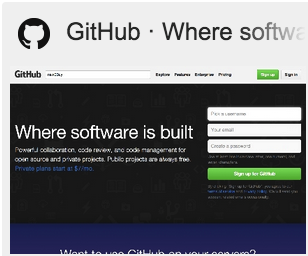 GitHub · Where softwa
GitHub
Explore Features Enterprise Pricing
Sign up
Sign in
Pick a username
Your email
Create a password
Sign up for GitHub
Where software is built
Powerful collaboration, code review, and code management for
open source and private projects. Public projects are always free.
Private plans start at $7/mo.
Want to use GitHub on your servers?